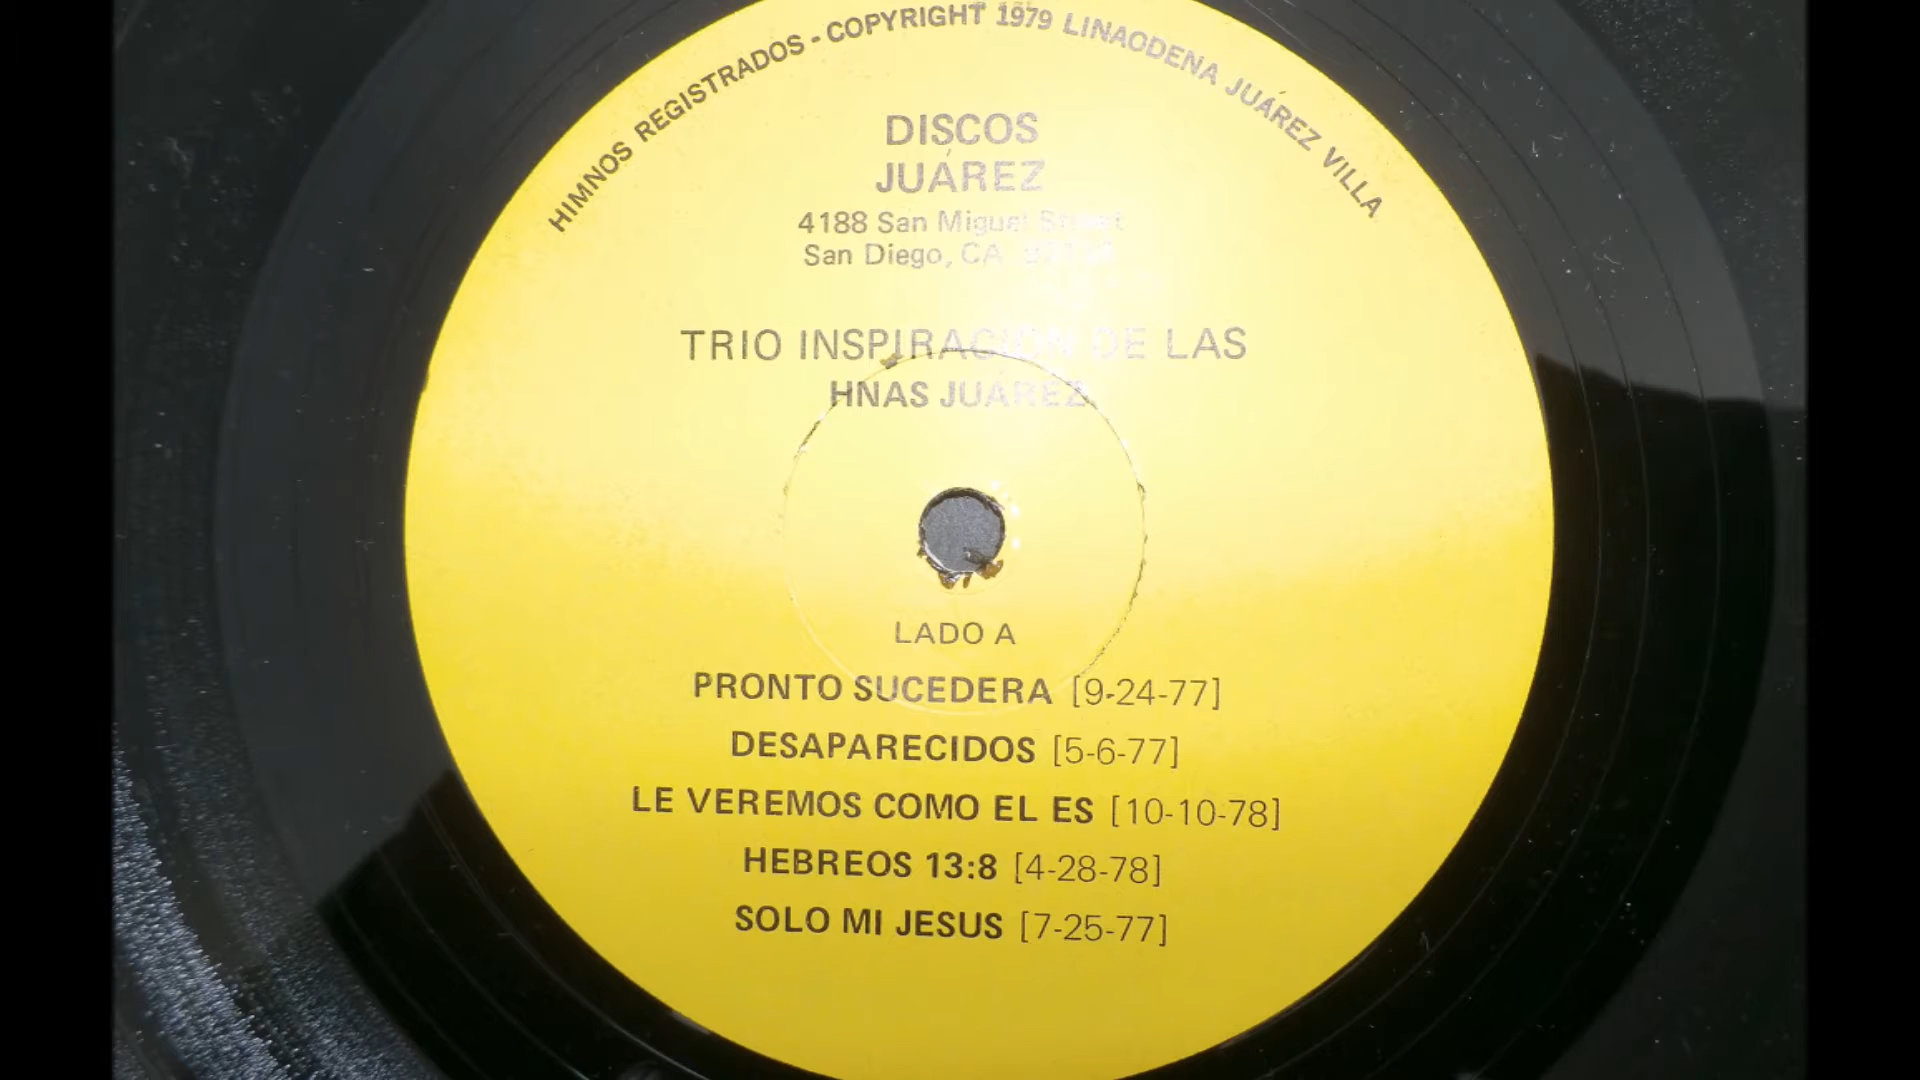 HIMNOS REGISTRADOS - COPYRIGHT 1979 LINAODENA JUÁREZ VILLA
DISCOS
JUÁREZ
4188 San Miguel Street
San Diego, CA
TRIO INSPIRACION DE LAS
HNAS JUÁREZ
LADO A
PRONTO SUCEDERA [9-24-77]
DESAPARECIDOS [5-6-77]
LE VEREMOS COMO EL ES [10-10-78]
HEBREOS 13:8 [4-28-78]
SOLO MI JESUS [7-25-77]